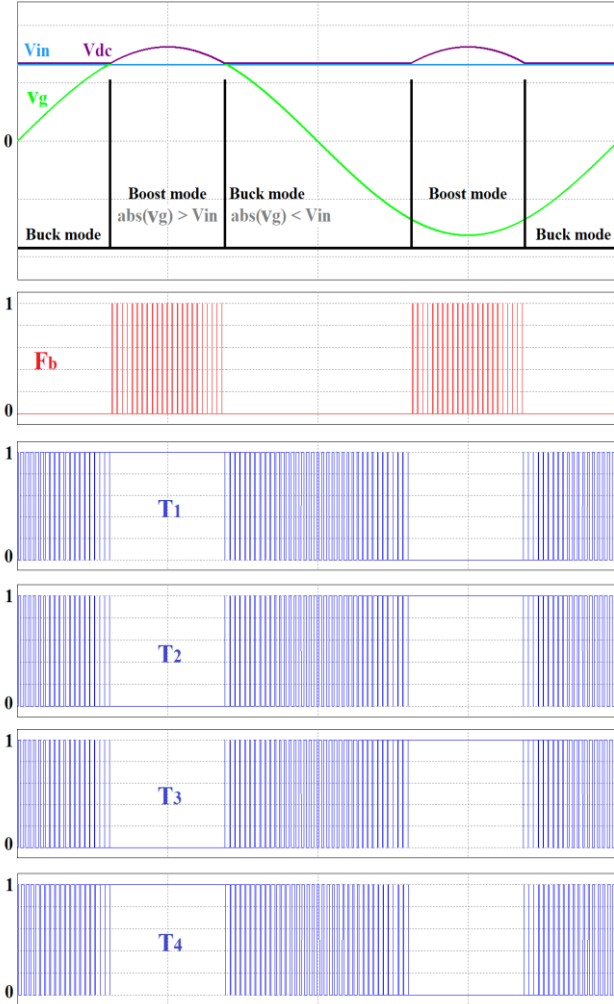 Vin Vdc
vg
0
Boost mode Buck mode Boost mode
abs(vg) > Vin abs(vg) < Vin
Buck mode Buck mode
1
Fb
0
1
T1
0
1
T2
0
1
T3
0
1
T4
0